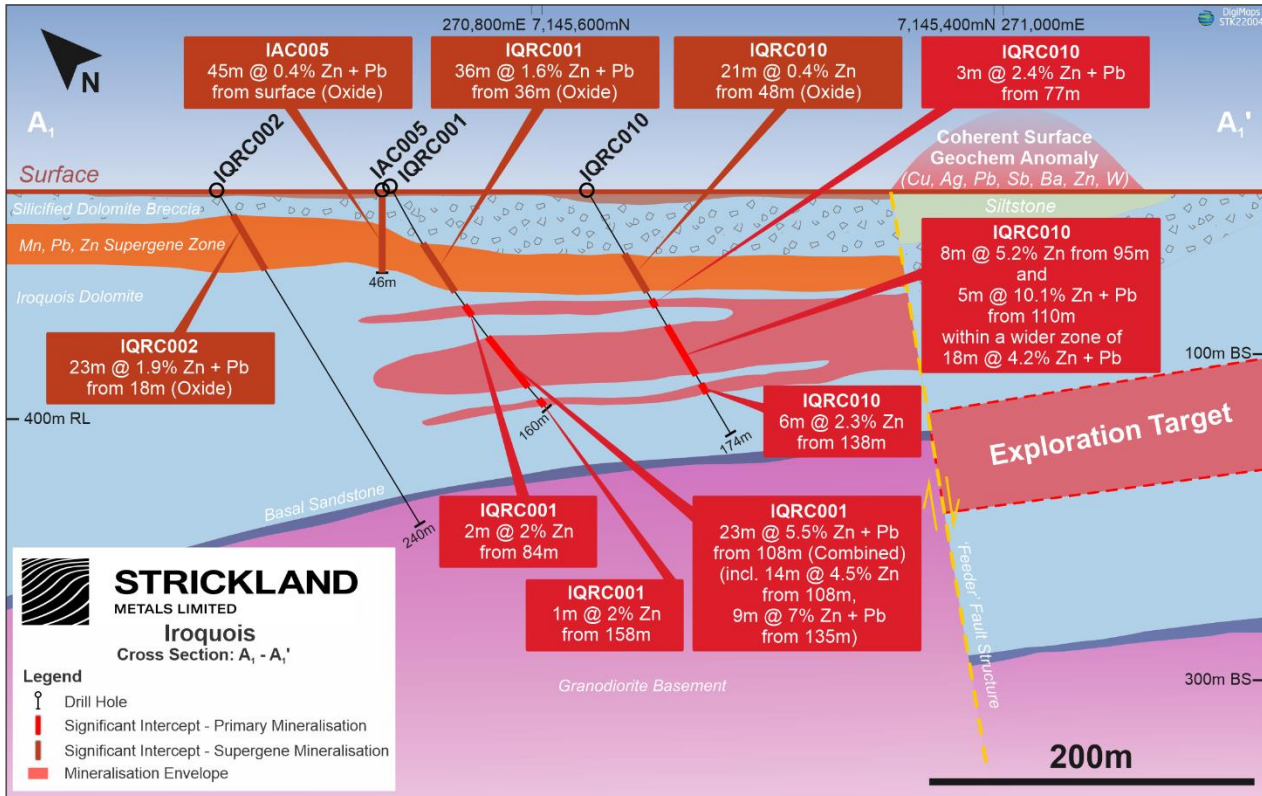 DigiMaps
STK22004
270,800mE 7,145,600mN
7,145,400mN 271,000mE
N
IAC005
45m @ 0.4% Zn + Pb
from surface (Oxide)
IQRC001
36m @ 1.6% Zn + Pb
from 36m (Oxide)
IQRC010
21m @ 0.4% Zn
from 48m (Oxide)
IQRC010
3m @ 2.4% Zn + Pb
from 77m
A₁
A₁'
IQRC002
IAC005
IQRC001
IQRC010
Coherent Surface
Geochem Anomaly
(Cu, Ag, Pb, Sb, Ba, Zn, W)
Surface
Silicified Dolomite Breccia
Siltstone
Mn, Pb, Zn Supergene Zone
Iroquois Dolomite
46m
IQRC010
8m @ 5.2% Zn from 95m
and
5m @ 10.1% Zn + Pb
from 110m
within a wider zone of
18m @ 4.2% Zn + Pb
IQRC002
23m @ 1.9% Zn + Pb
from 18m (Oxide)
100m BS
400m RL
160m
174m
IQRC010
6m @ 2.3% Zn
from 138m
Exploration Target
Basal Sandstone
240m
IQRC001
2m @ 2% Zn
from 84m
IQRC001
23m @ 5.5% Zn + Pb
from 108m (Combined)
(incl. 14m @ 4.5% Zn
from 108m,
9m @ 7% Zn + Pb
from 135m)
IQRC001
1m @ 2% Zn
from 158m
'Feeder' Fault Structure
Granodiorite Basement
300m BS
STRICKLAND
METALS LIMITED
Iroquois
Cross Section: A₁ - A₁'
Legend
Drill Hole
Significant Intercept - Primary Mineralisation
Significant Intercept - Supergene Mineralisation
Mineralisation Envelope
200m